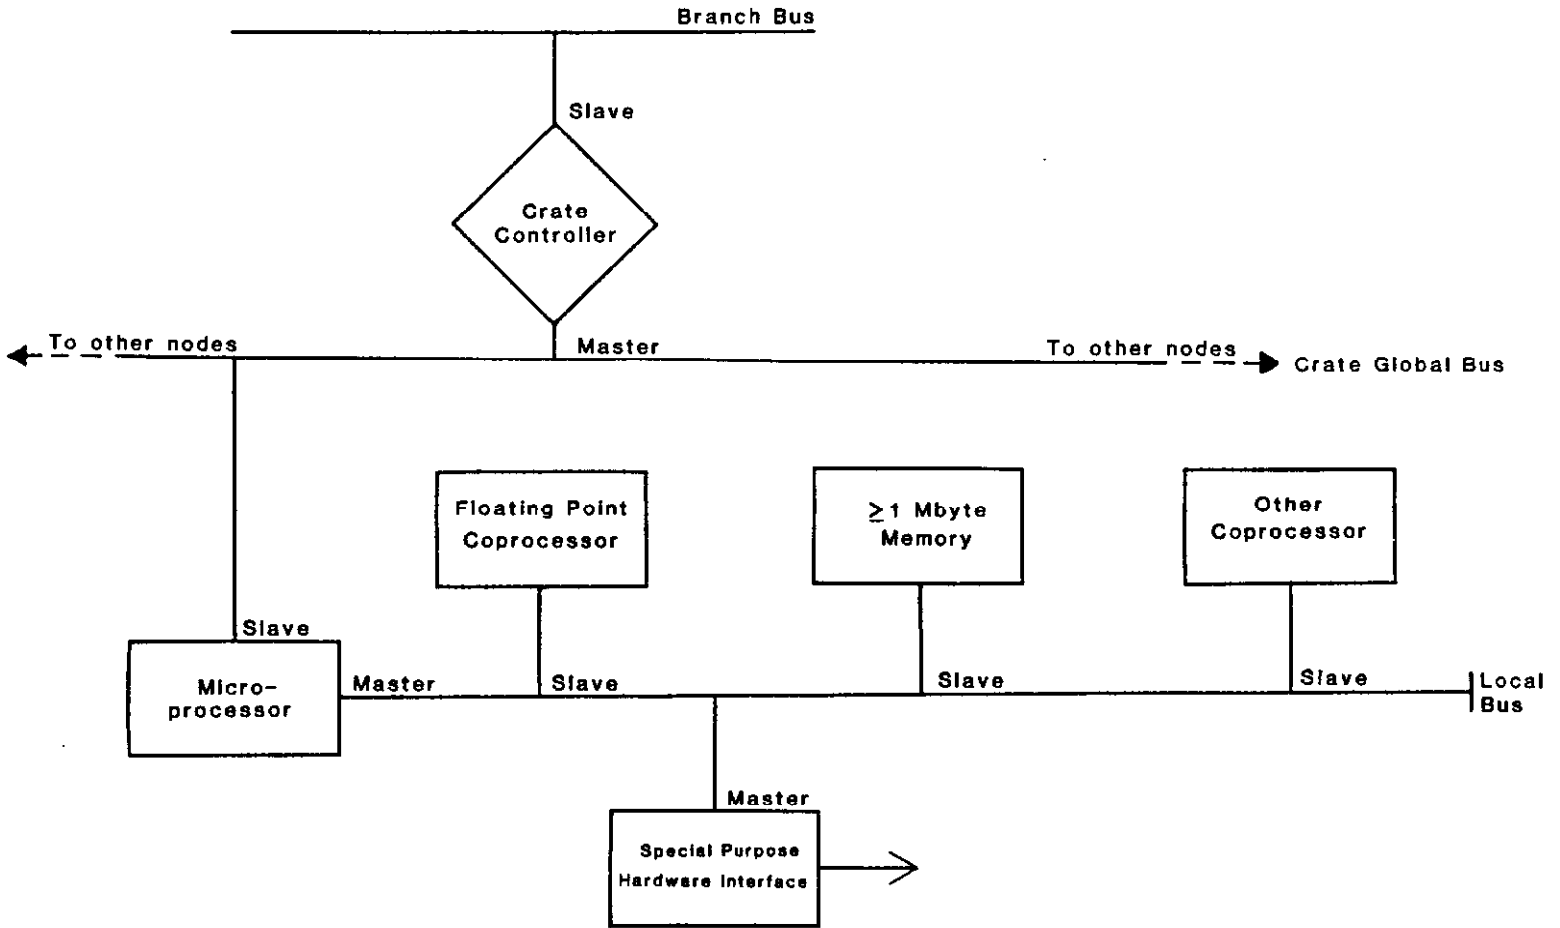 Branch Bus
Slave
Crate
Controller
To other nodes
Master
To other nodes
Crate Global Bus
Floating Point
Coprocessor
≥1 Mbyte
Memory
Other
Coprocessor
Slave
Micro-
processor
Master
Slave
Slave
Slave
Local
Bus
Master
Special Purpose
Hardware Interface